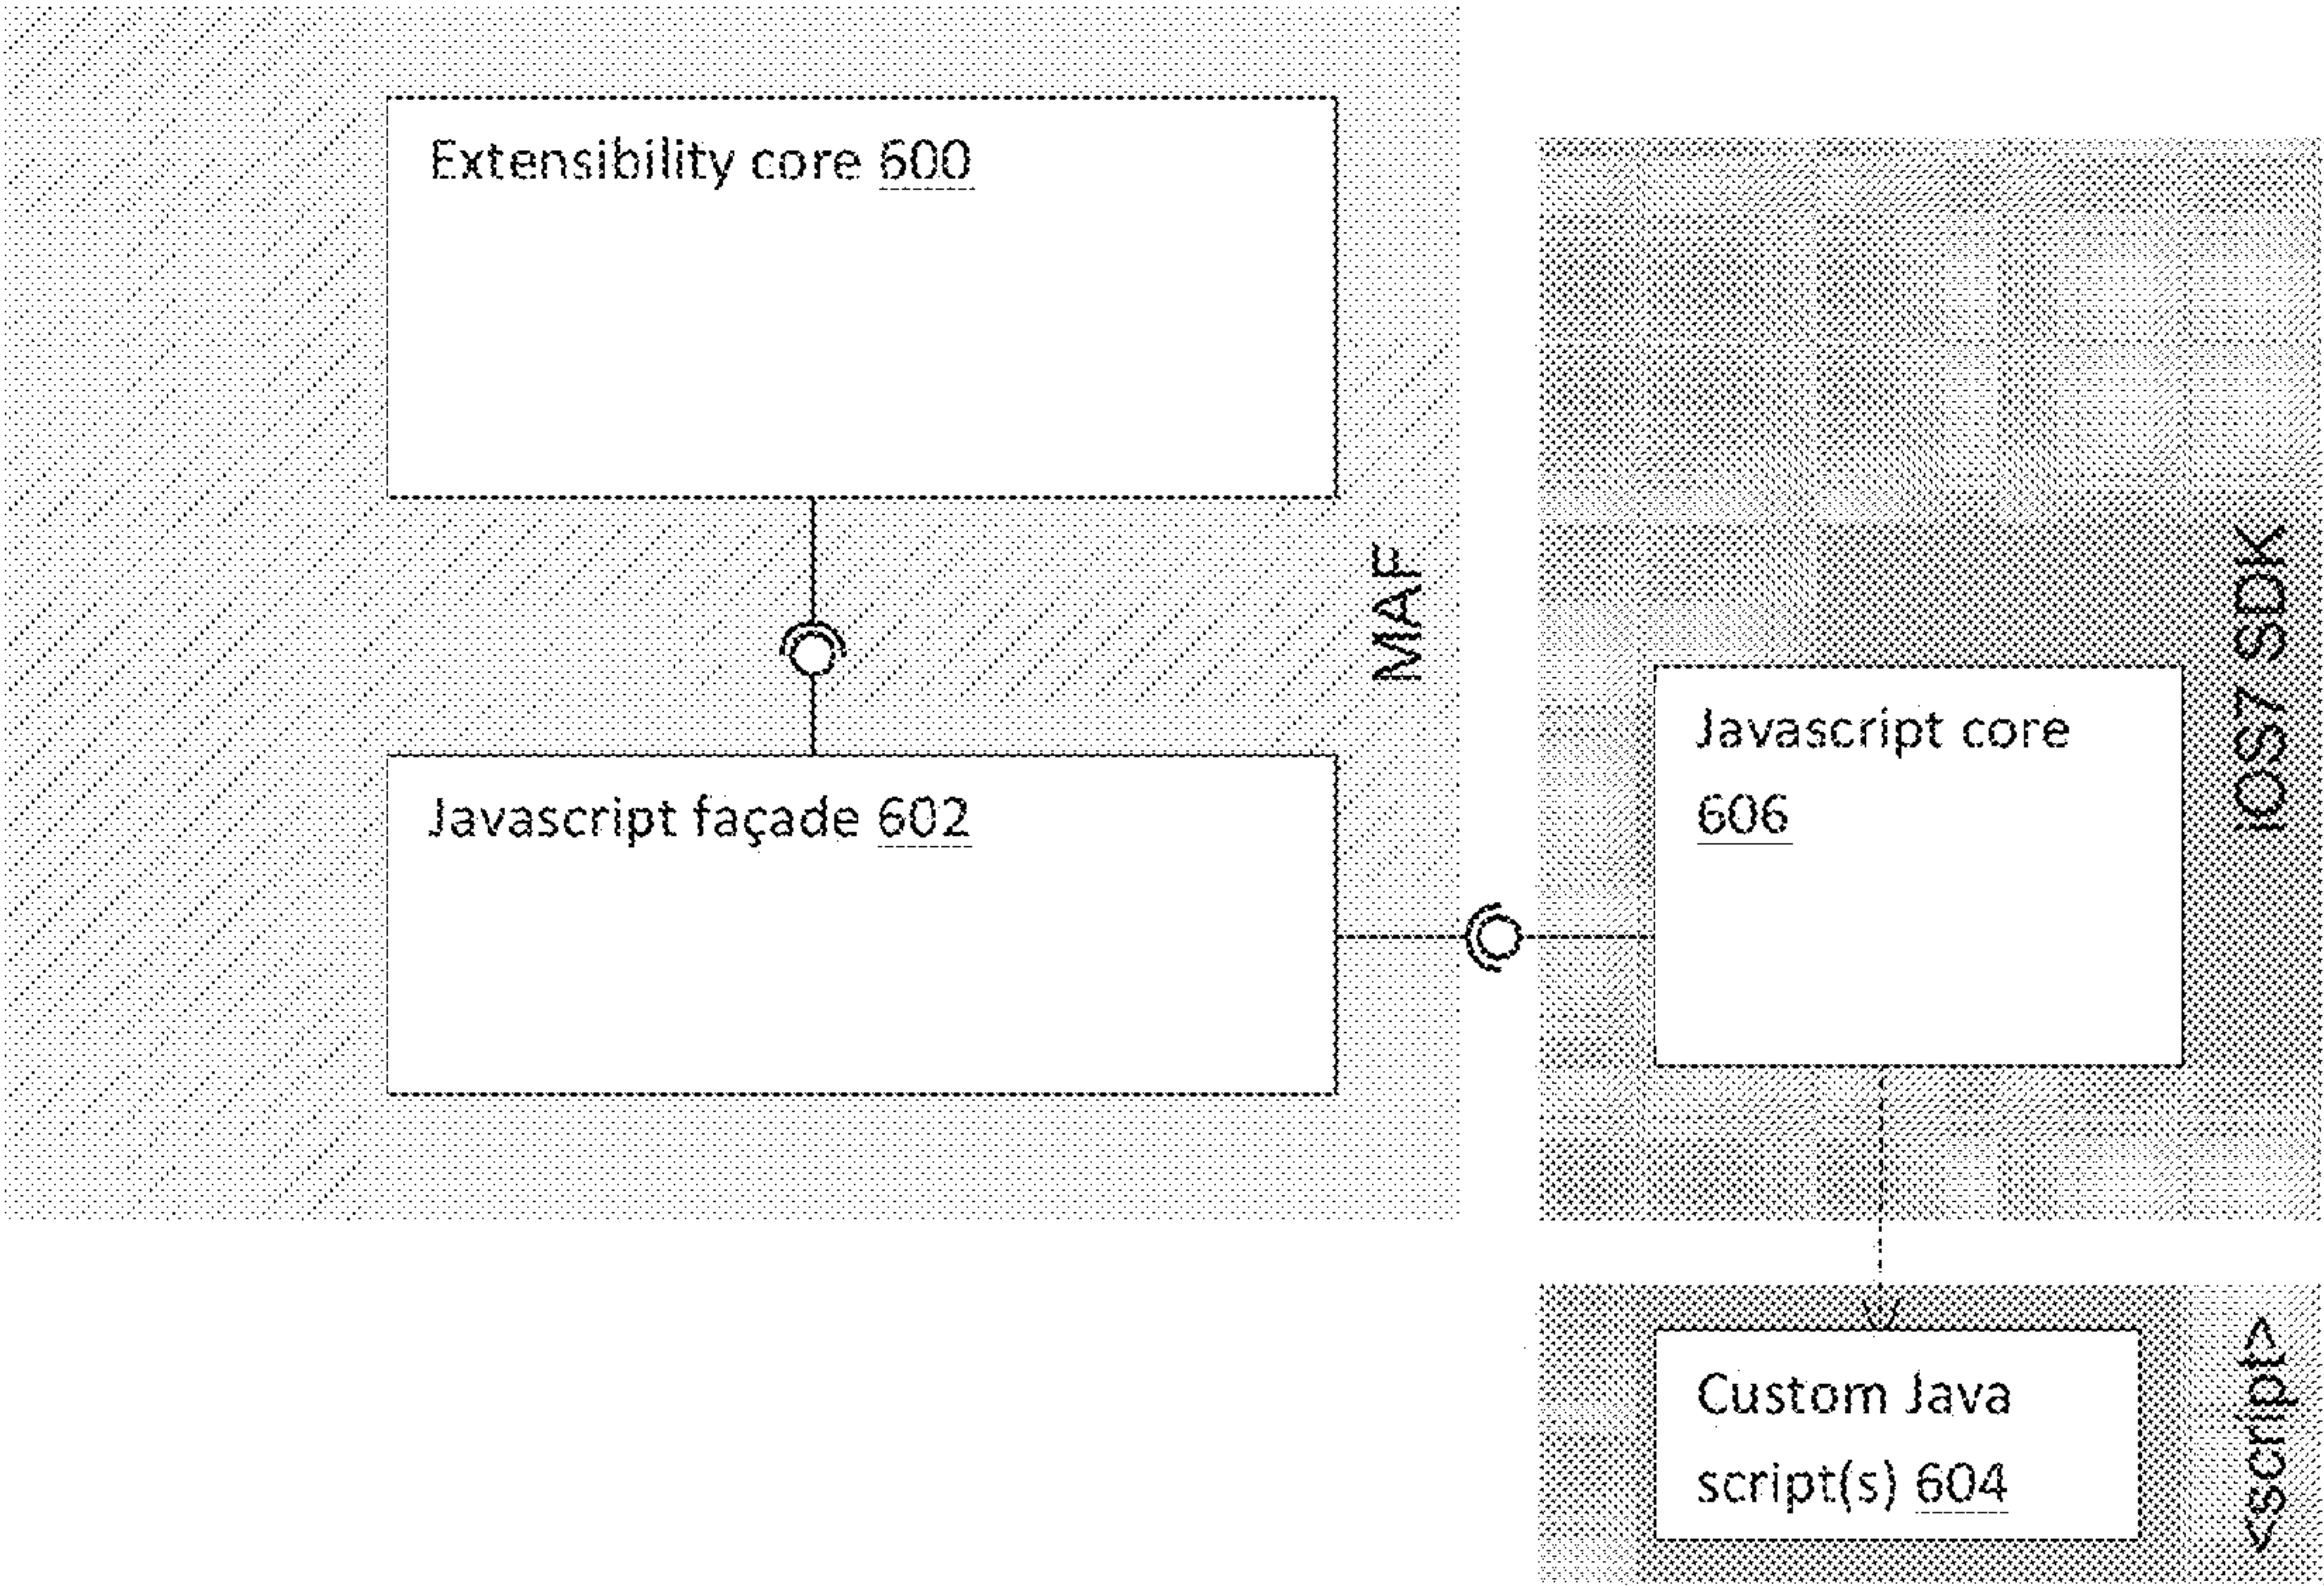 Extensibility core 600
MAF
Javascript façade 602
iOS7 SDK
Javascript core
606
Custom Java
script(s) 604
<script>